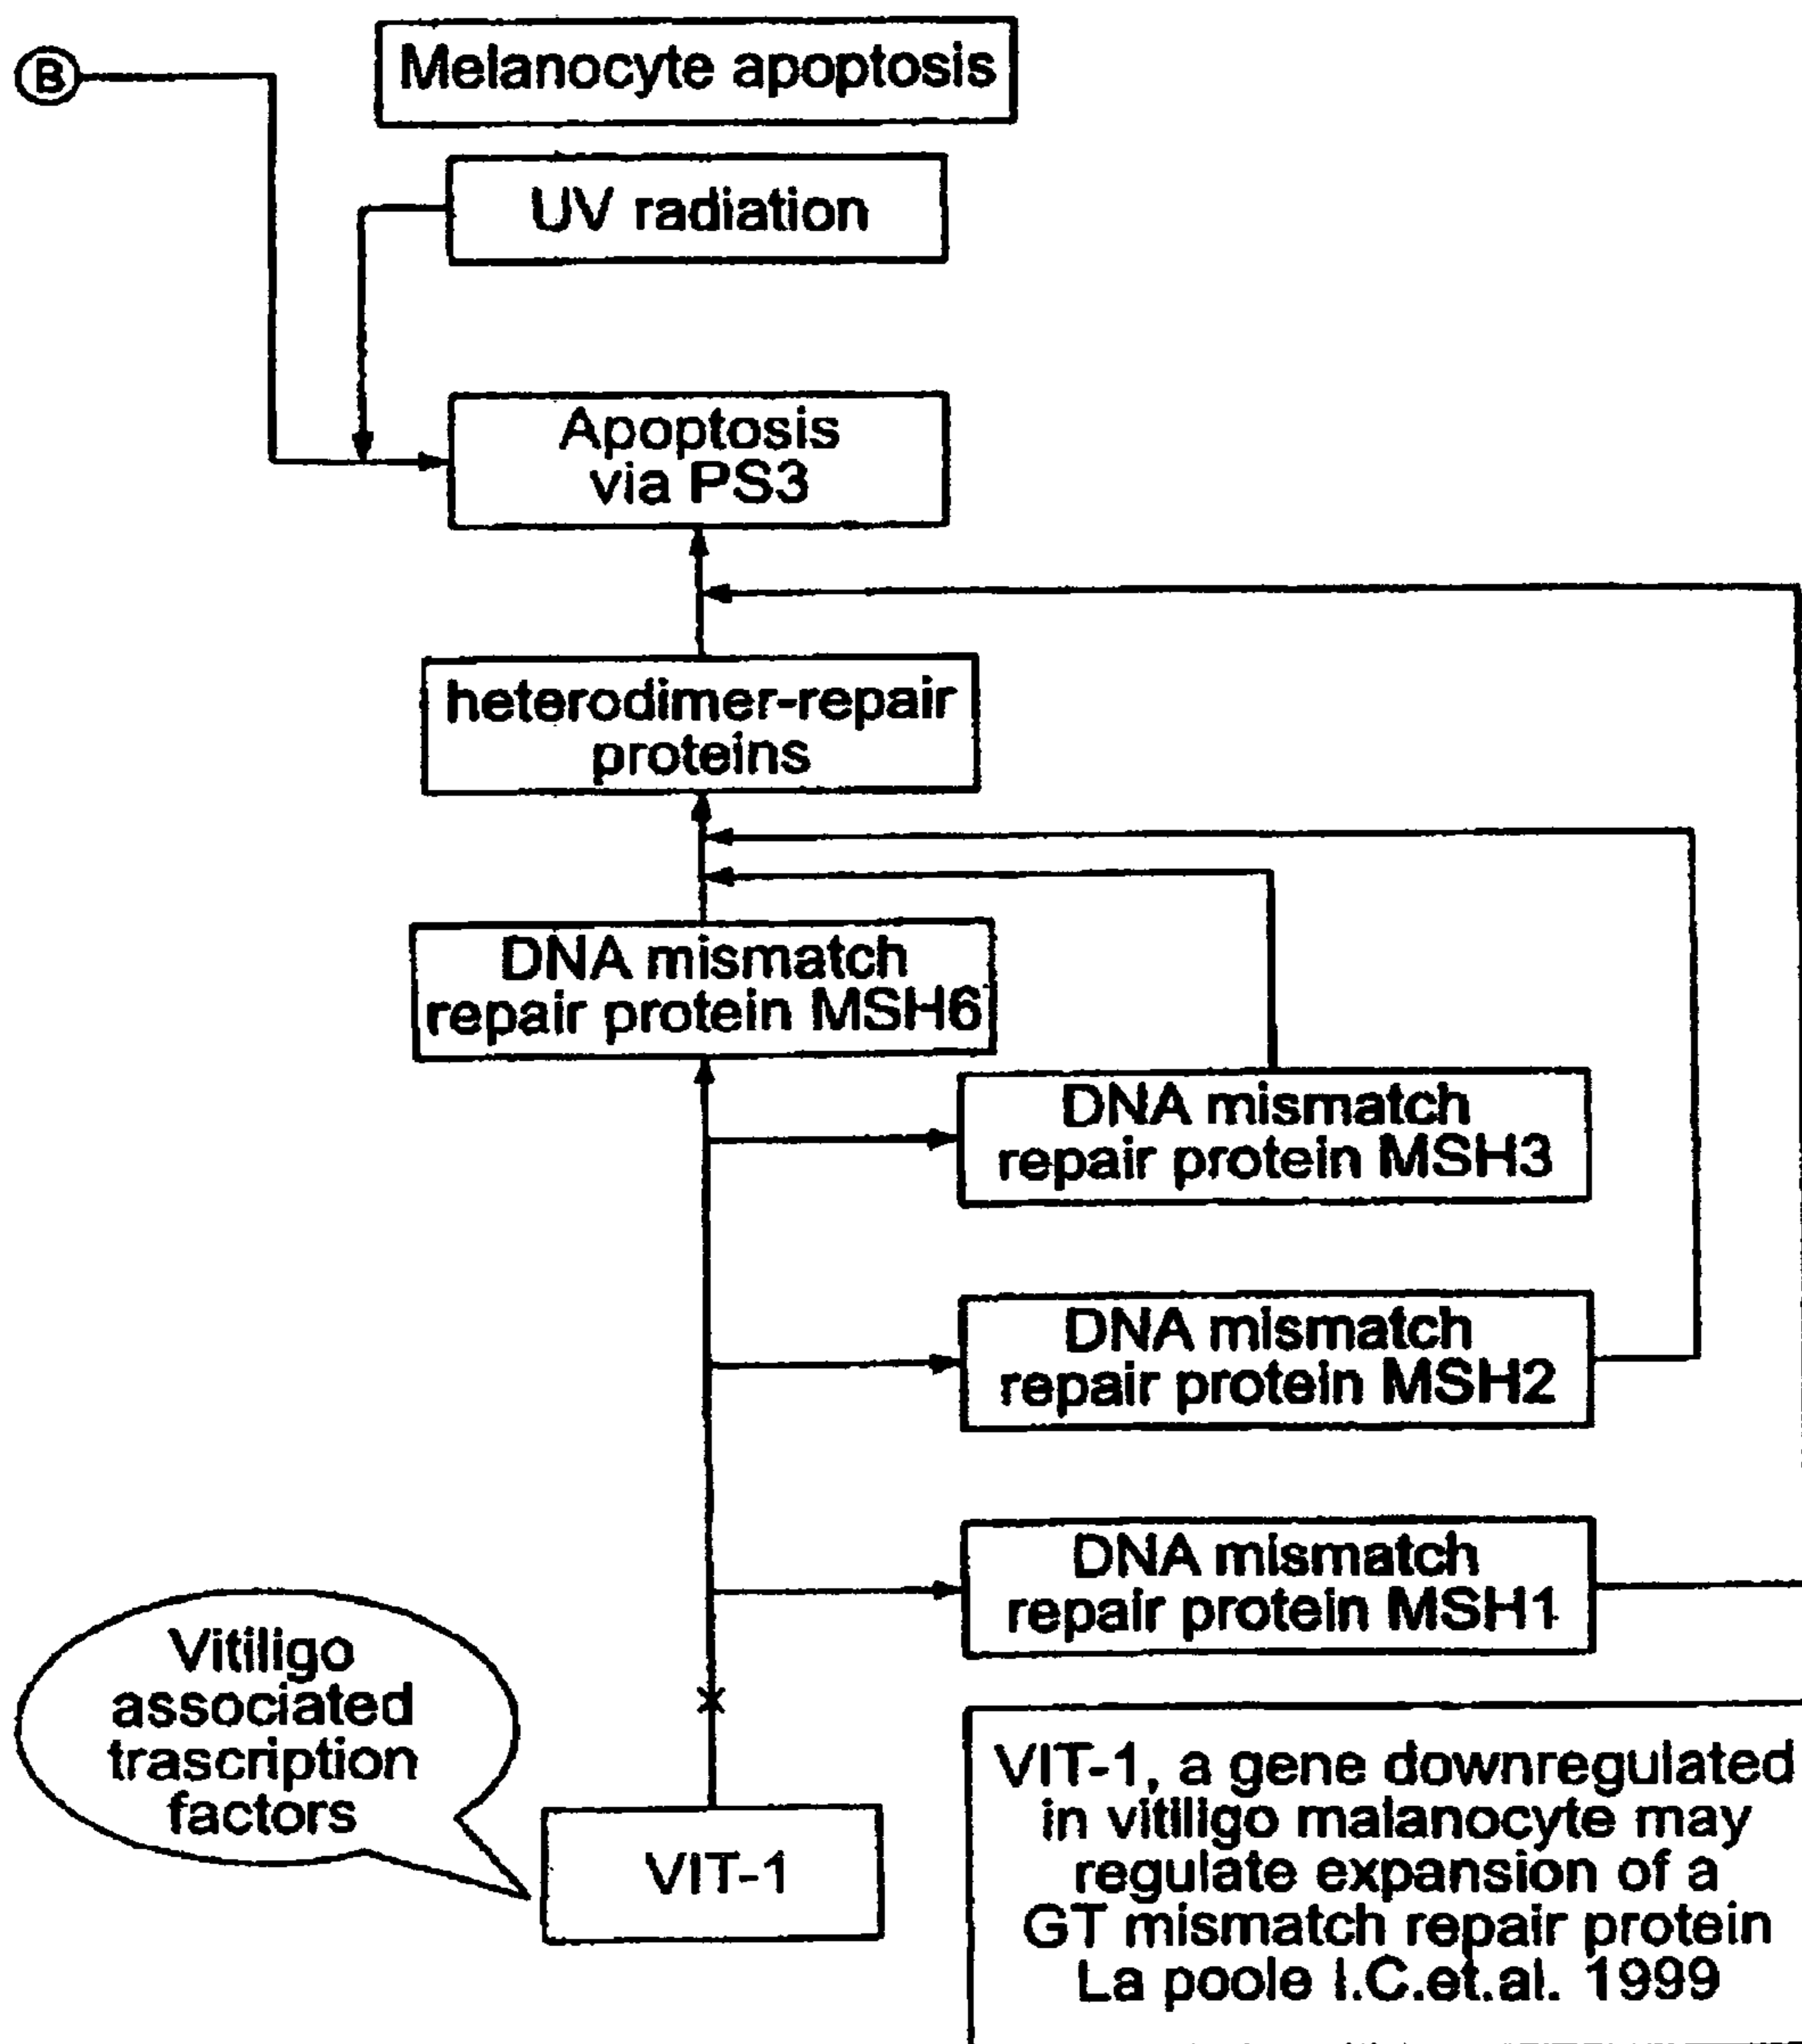 B
Melanocyte apoptosis
UV radiation
Apoptosis
via PS3
heterodimer-repair
proteins
DNA mismatch
repair protein MSH6
DNA mismatch
repair protein MSH3
DNA mismatch
repair protein MSH2
DNA mismatch
repair protein MSH1
Vitiligo
associated
trascription
factors
VIT-1
VIT-1, a gene downregulated
in vitiligo malanocyte may
regulate expansion of a
GT mismatch repair protein
La poole I.C.et.al. 1999